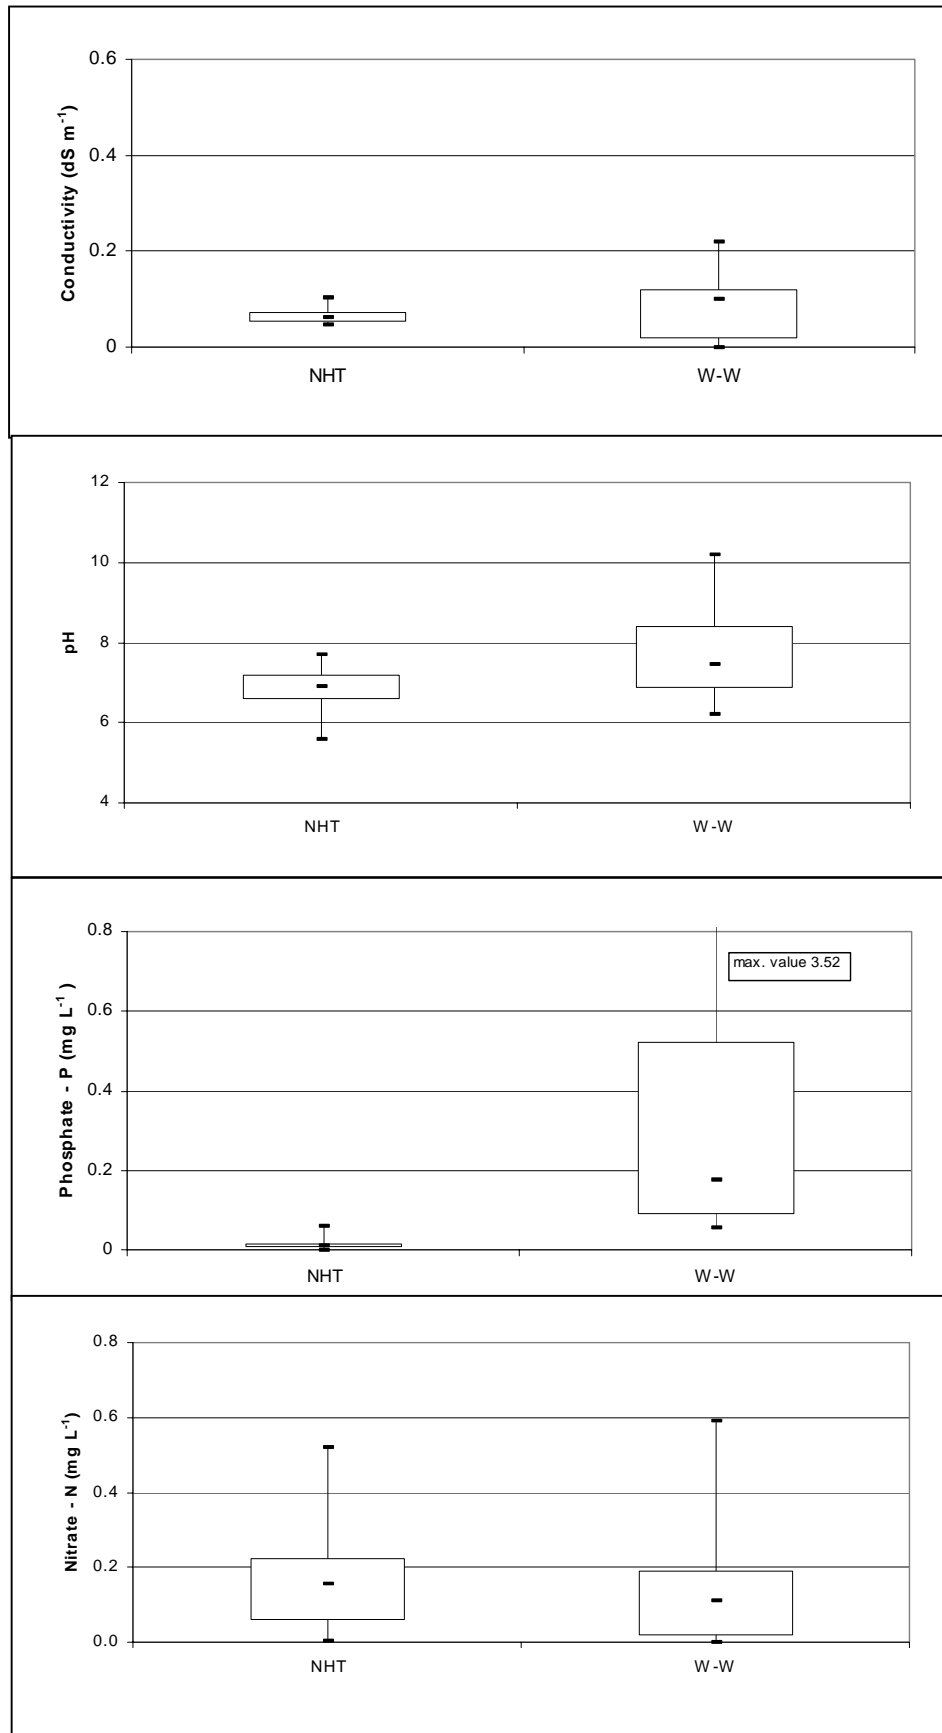 0.6
0.4
0.2
0
Conductivity (dS m⁻¹)
NHT W-W
12
10
8
6
4
pH
NHT W-W
0.8
0.6
0.4
0.2
0
Phosphate - P (mg L⁻¹ )
max. value 3.52
NHT W-W
0.8
0.6
0.4
0.2
0.0
Nitrate - N (mg L⁻¹)
NHT W-W